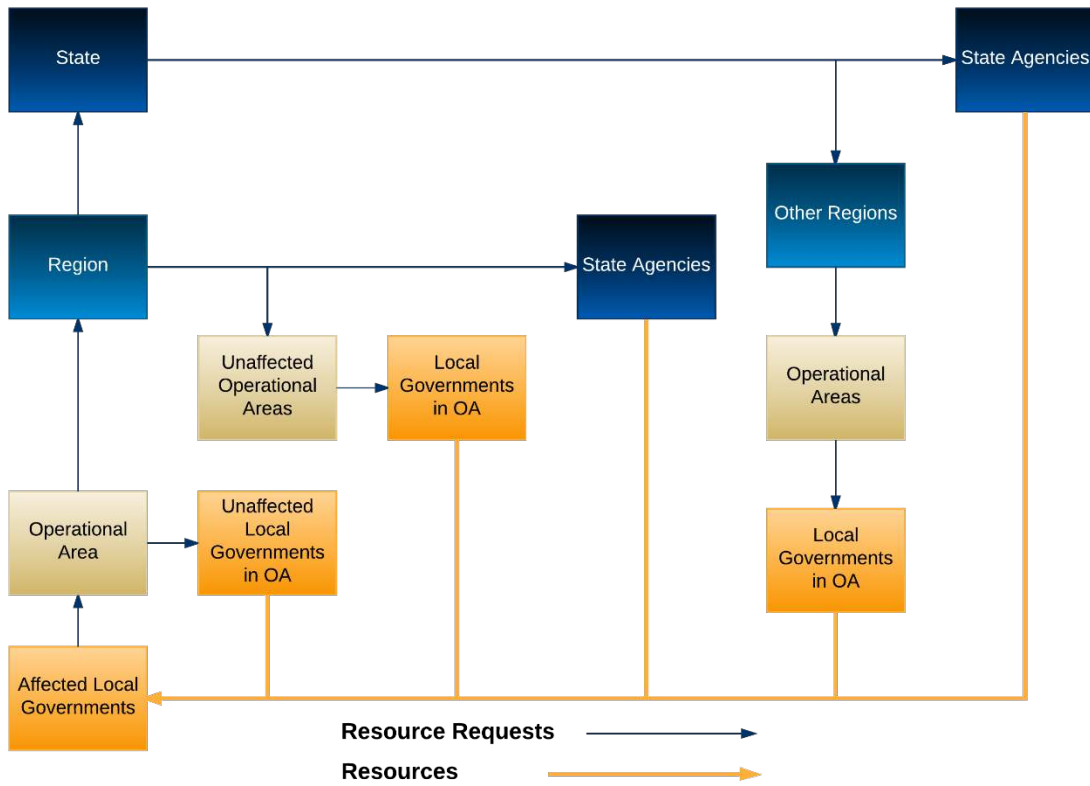 State
State Agencies
Other Regions
Region
State Agencies
Unaffected
Operational
Areas
Local
Governments
in OA
Operational
Areas
Operational
Area
Unaffected
Local
Governments
in OA
Local
Governments
in OA
Affected Local
Governments
Resource Requests
Resources